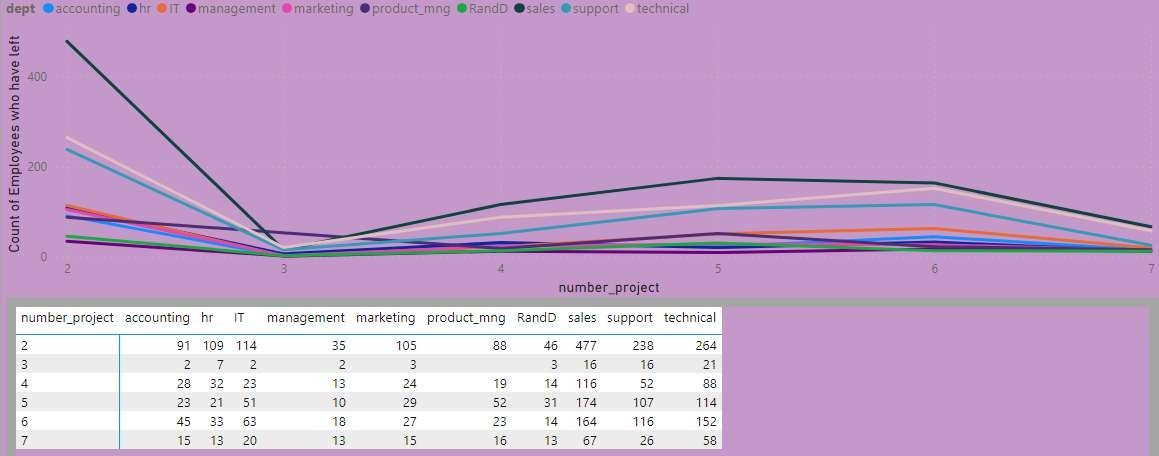 dept accounting hr IT management marketing product_mng RandD sales support technical
Count of Employees who have left
400
200
0
2 3 4 5 6 7
number_project
number_project accounting hr IT management marketing product_mng RandD sales support technical
2 91 109 114 35 105 88 46 477 238 264
3 2 7 2 2 3 3 16 16 21
4 28 32 23 13 24 19 14 116 52 88
5 23 21 51 10 29 52 31 174 107 114
6 45 33 63 18 27 23 14 164 116 152
7 15 13 20 13 15 16 13 67 26 58